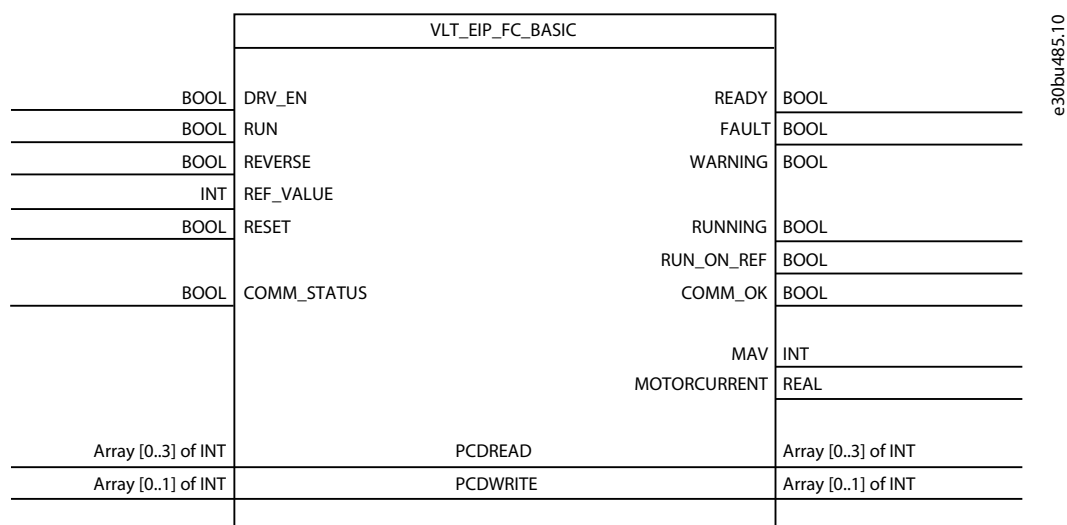 VLT_EIP_FC_BASIC
BOOL DRV_EN READY BOOL
BOOL RUN FAULT BOOL
BOOL REVERSE WARNING BOOL
INT REF_VALUE
BOOL RESET RUNNING BOOL
RUN_ON_REF BOOL
BOOL COMM_STATUS COMM_OK BOOL
MAV INT
MOTORCURRENT REAL
Array [0..3] of INT PCDREAD Array [0..3] of INT
Array [0..1] of INT PCDWRITE Array [0..1] of INT
e30bu485.10